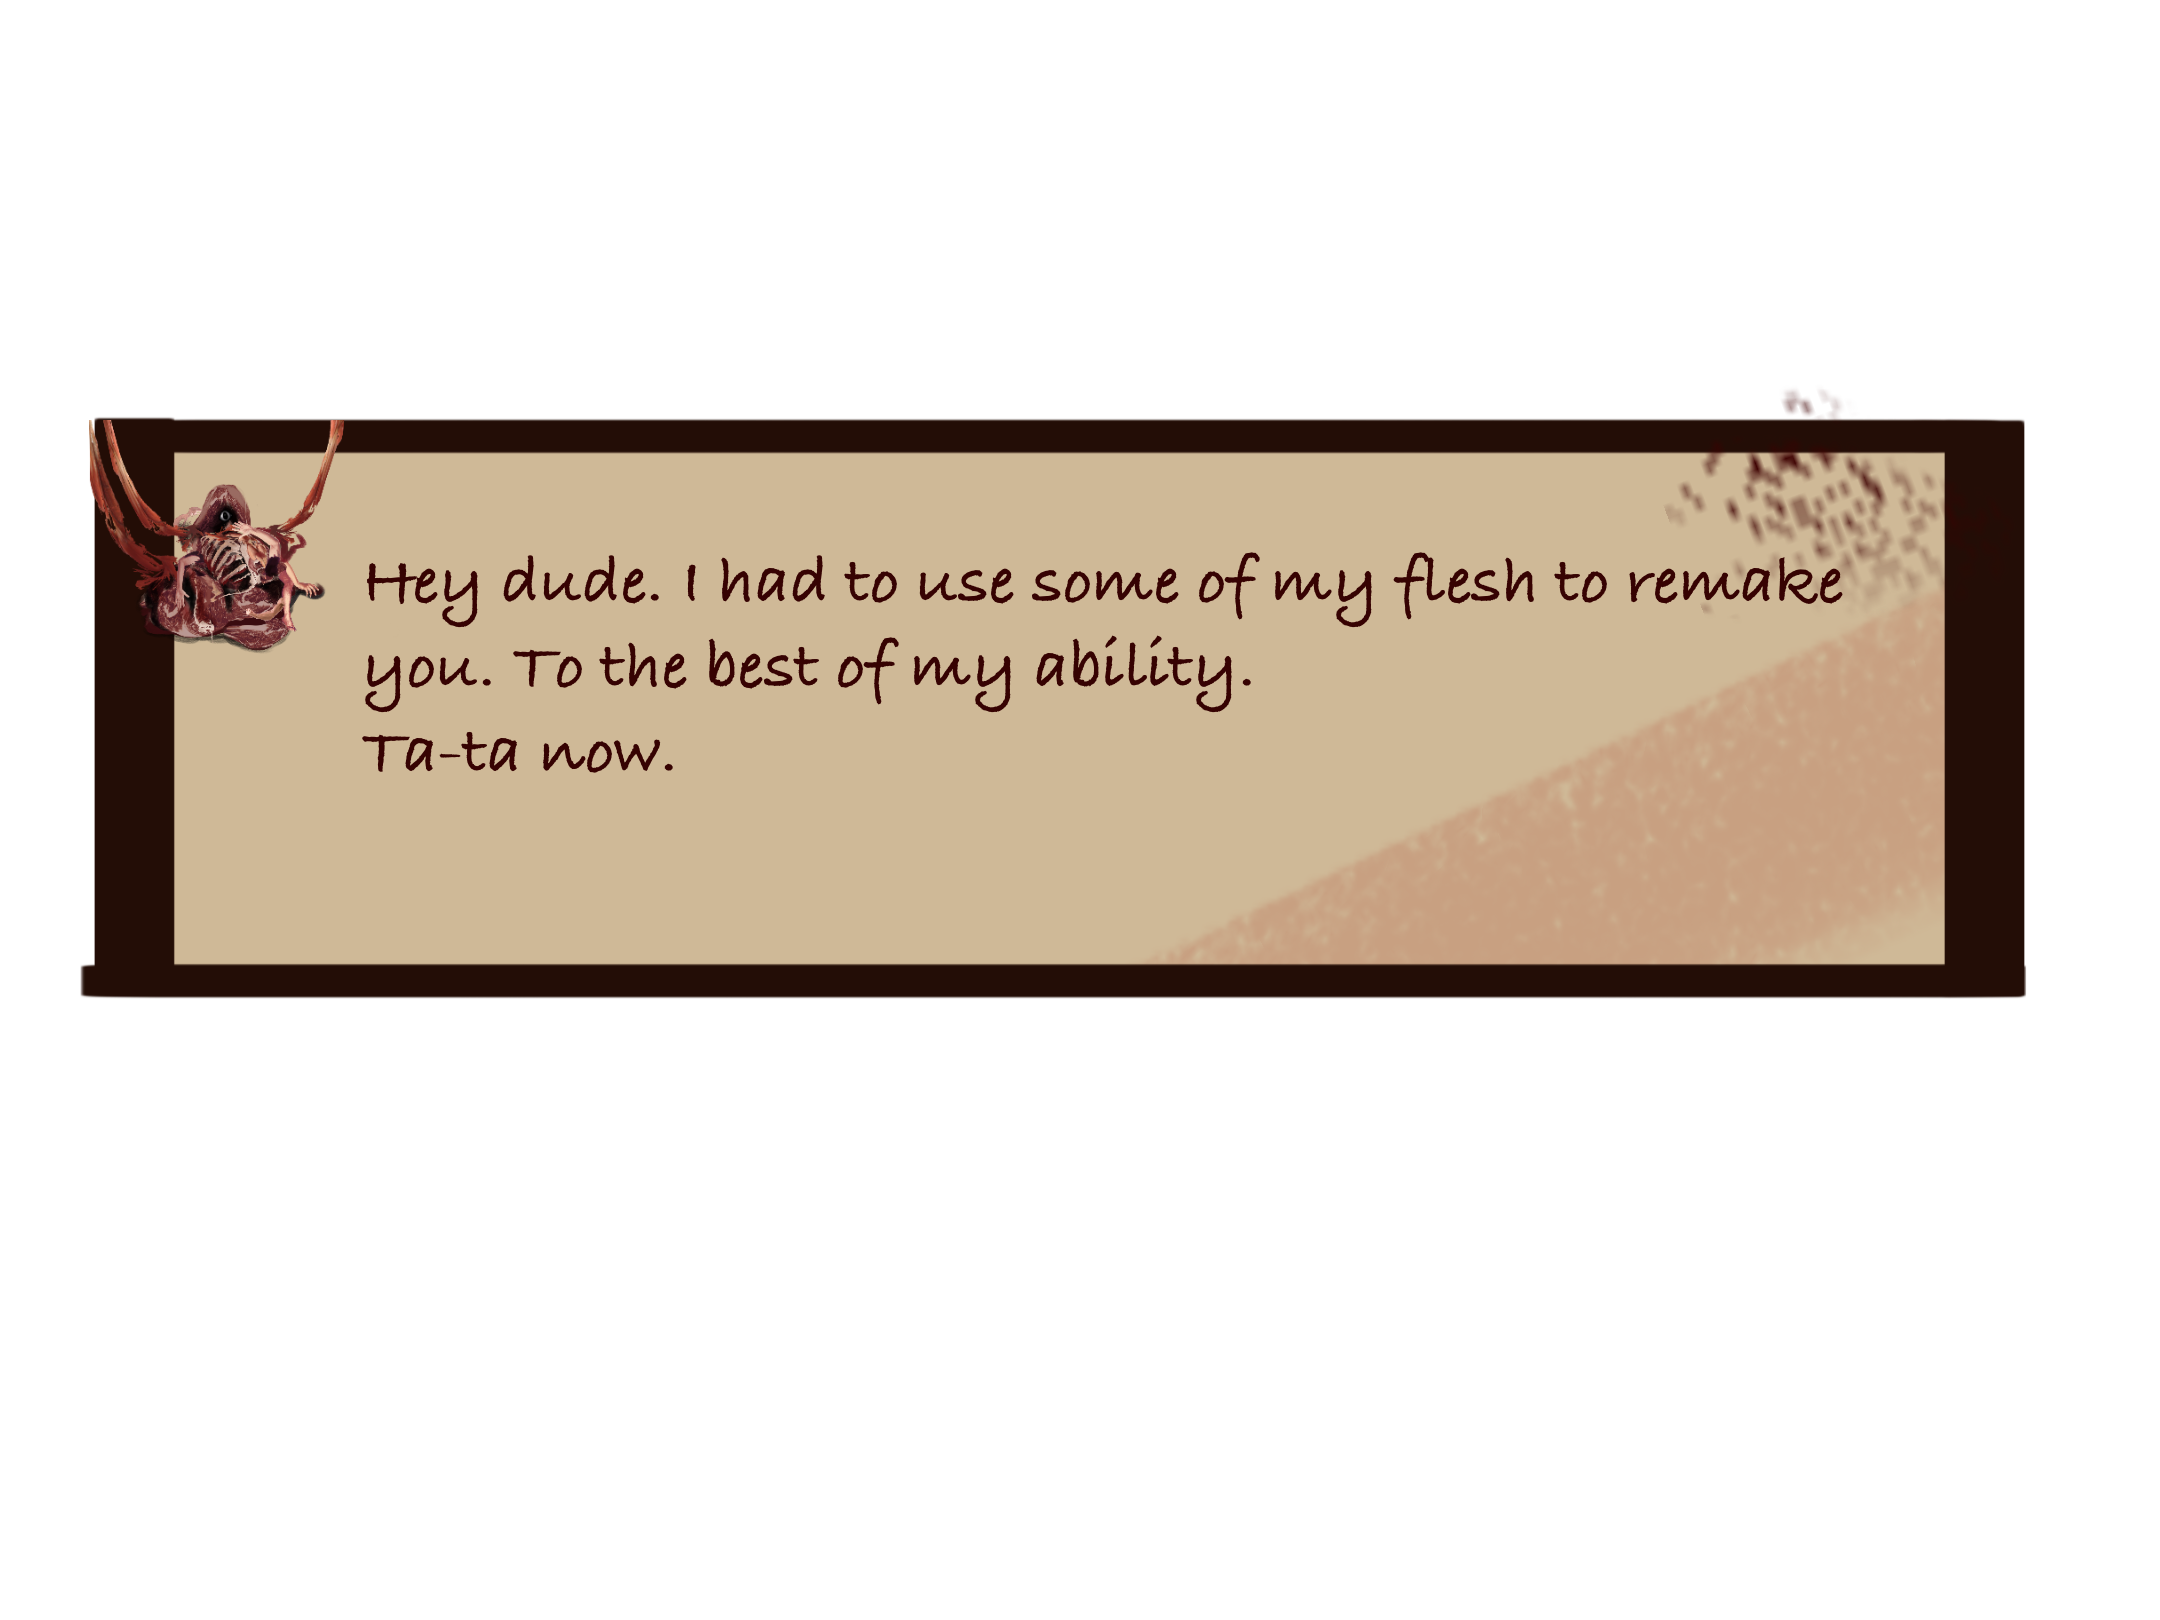 Hey dude. I had to use some of my flesh to remake
you. To the best of my ability.
Ta-ta now.